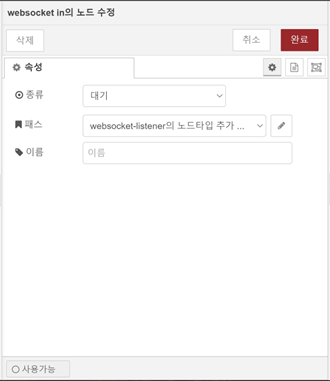 websocket in의 노드 수정
삭제
취소
완료
속성
종류
대기
패스
websocket-listener의 노드타입 추가 ...
이름
이름
사용가능